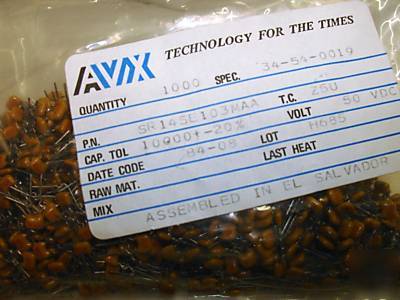 AVX TECHNOLOGY FOR THE TIMES
QUANTITY 1000 SPEC. 34-54-0019
P.N. SR145E103MAA T.C. Z5U
CAP. TOL 10000+-20% VOLT 50 VDC
DATE CODE 84-08 LOT H685
RAW MAT. LAST HEAT
MIX ASSEMBLED IN EL SALVADOR